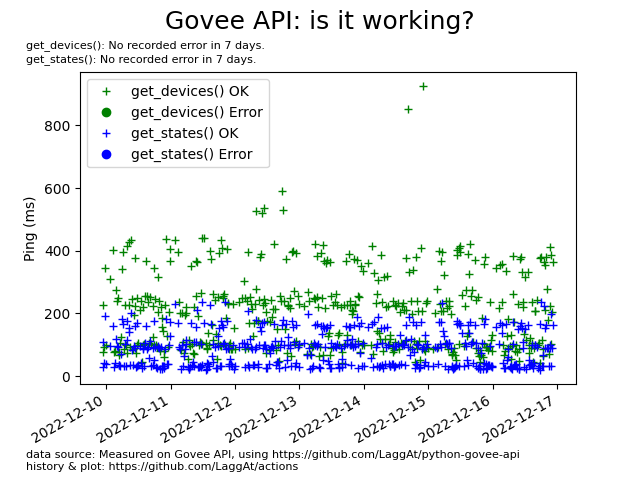 Govee API: is it working?
get_devices(): No recorded error in 7 days.
get_states(): No recorded error in 7 days.
get_devices() OK
get_devices() Error
get_states() OK
get_states() Error
Ping (ms)
800
600
400
200
0
2022-12-10
2022-12-11
2022-12-12
2022-12-13
2022-12-14
2022-12-15
2022-12-16
2022-12-17
data source: Measured on Govee API, using https://github.com/LaggAt/python-govee-api
history & plot: https://github.com/LaggAt/actions